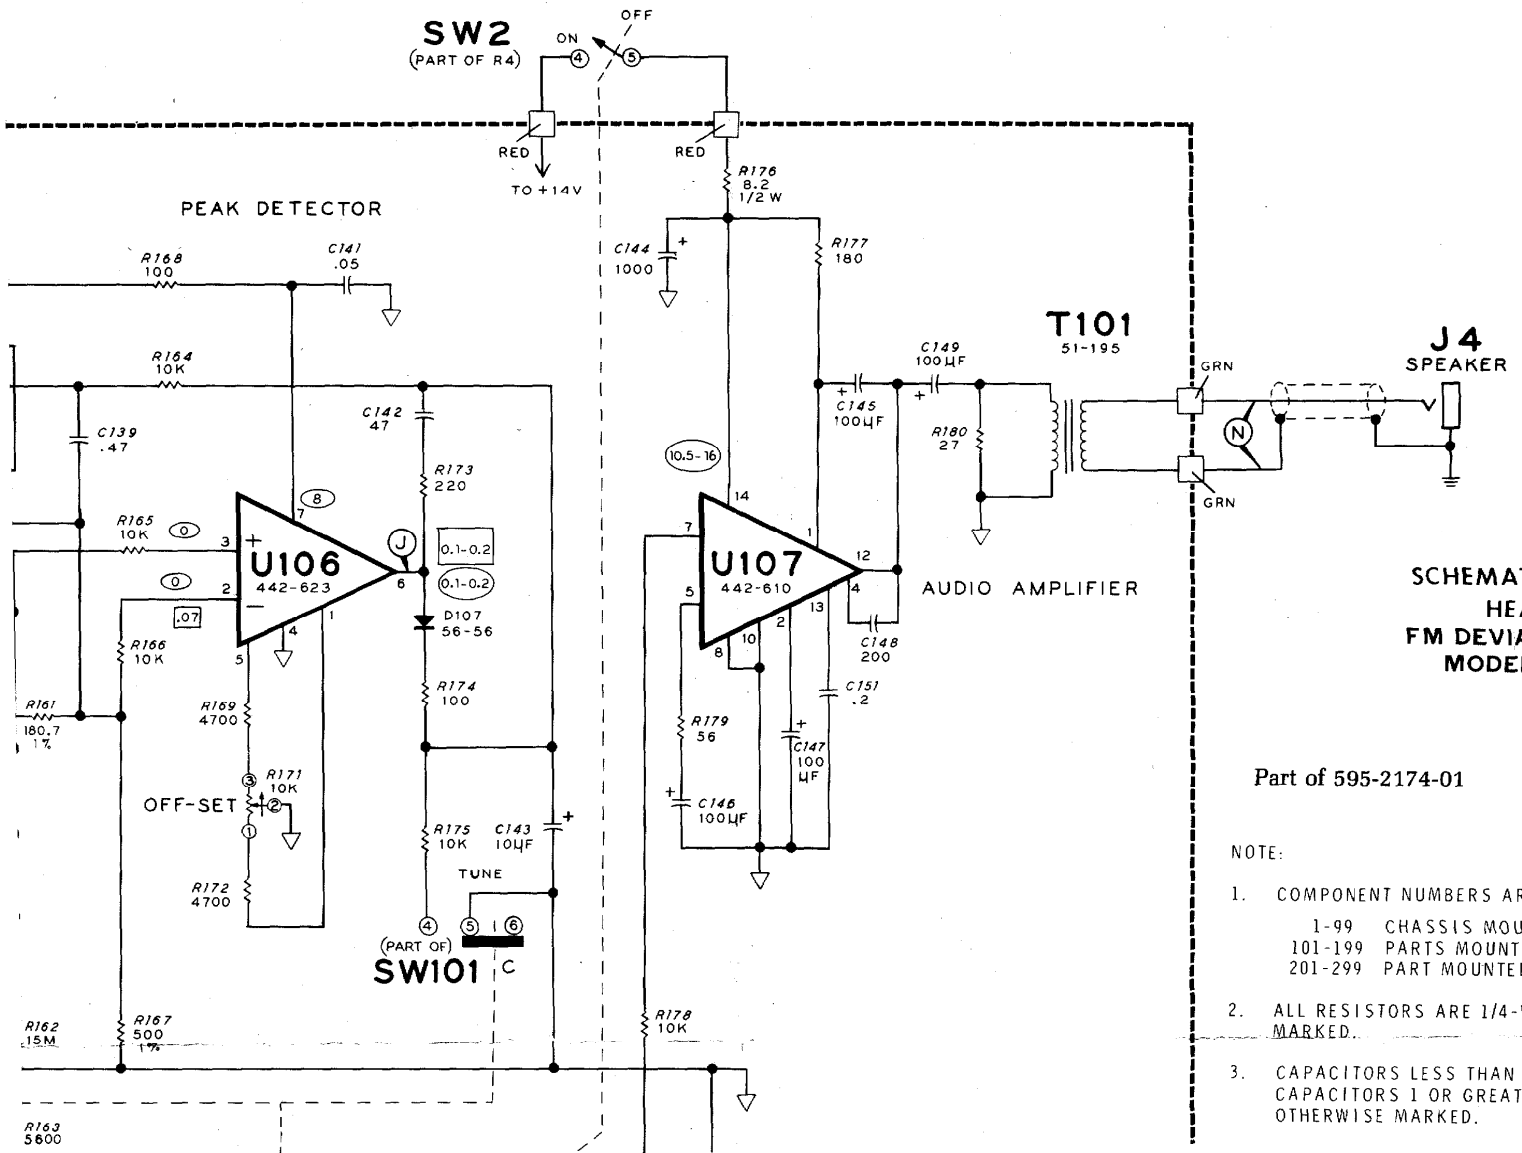 SW2
(PART OF R4)
OFF
ON
4
5
RED
TO +14V
RED
R176
8.2
1/2 W
PEAK DETECTOR
R168
100
C141
.05
C144
1000
+
R177
180
R164
10K
C142
47
C139
.47
R173
220
R165
10K
0
0
.07
8
7
3
+
2
−
U106
442-623
6
1
4
5
J
0.1-0.2
0.1-0.2
D107
56-56
R166
10K
R161
180.7
1%
R169
4700
R174
100
3
R171
10K
OFF-SET
2
1
R172
4700
R175
10K
C143
10µF
+
TUNE
4
5
6
(PART OF)
SW101
C
R162
15M
R167
500
1%
R163
5600
10.5-16
14
7
1
U107
442-610
12
5
4
13
2
10
8
C145
100µF
+
C149
100µF
+
R180
27
T101
51-195
GRN
GRN
N
J4
SPEAKER
AUDIO AMPLIFIER
C148
200
C151
.2
R179
56
C147
100
µF
+
C146
100µF
+
R178
10K
SCHEMAT
HEA
FM DEVIA
MODEL
Part of 595-2174-01
NOTE:
1. COMPONENT NUMBERS AR
1-99 CHASSIS MOU
101-199 PARTS MOUNT
201-299 PART MOUNTE
2. ALL RESISTORS ARE 1/4-
MARKED.
3. CAPACITORS LESS THAN
CAPACITORS 1 OR GREAT
OTHERWISE MARKED.